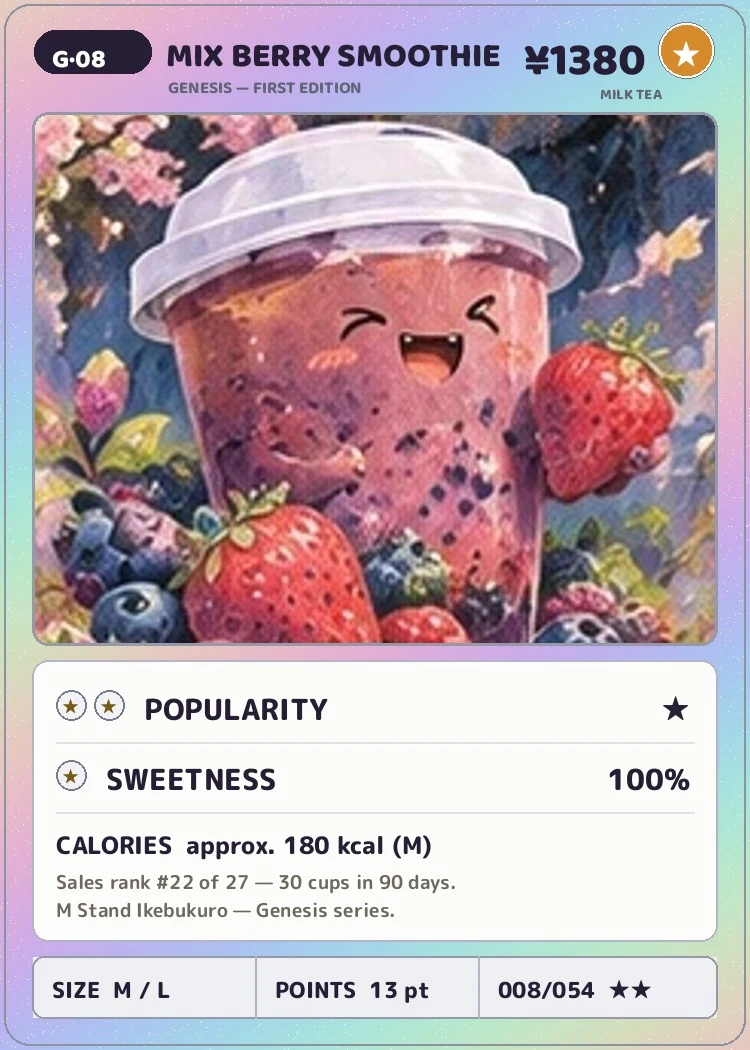 G·08 MIX BERRY SMOOTHIE ¥1380 ★
GENESIS — FIRST EDITION
MILK TEA
★ ★ POPULARITY ★
★ SWEETNESS 100%
CALORIES approx. 180 kcal (M)
Sales rank #22 of 27 — 30 cups in 90 days.
M Stand Ikebukuro — Genesis series.
SIZE M / L POINTS 13 pt 008/054 ★★